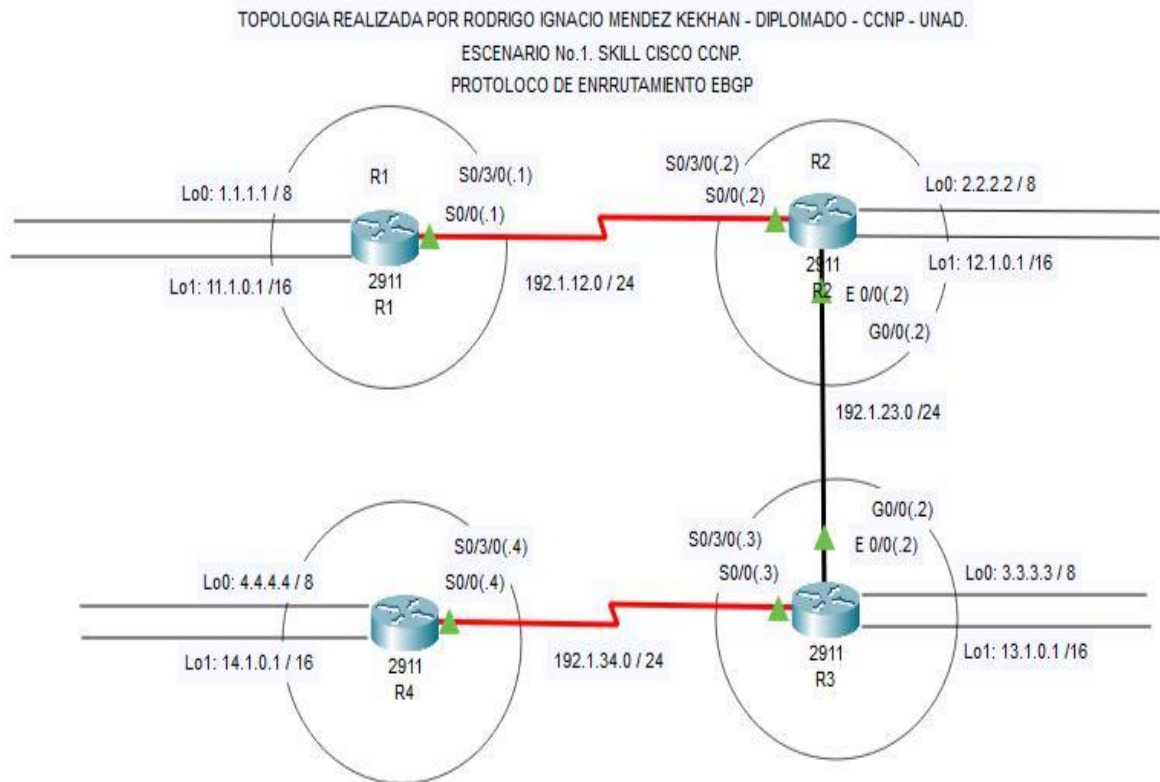 TOPOLOGIA REALIZADA POR RODRIGO IGNACIO MENDEZ KEKHAN - DIPLOMADO - CCNP - UNAD.
ESCENARIO No.1. SKILL CISCO CCNP.
PROTOLOCO DE ENRRUTAMIENTO EBGP
R1
S0/3/0(.1)
Lo0: 1.1.1.1 / 8
S0/0(.1)
Lo1: 11.1.0.1 /16
2911
R1
192.1.12.0 / 24
S0/3/0(.2)
R2
S0/0(.2)
Lo0: 2.2.2.2 / 8
2911
R2
Lo1: 12.1.0.1 /16
E 0/0(.2)
G0/0(.2)
192.1.23.0 /24
S0/3/0(.4)
Lo0: 4.4.4.4 / 8
S0/0(.4)
Lo1: 14.1.0.1 / 16
2911
R4
192.1.34.0 / 24
G0/0(.2)
S0/3/0(.3)
E 0/0(.2)
S0/0(.3)
Lo0: 3.3.3.3 / 8
2911
R3
Lo1: 13.1.0.1 /16